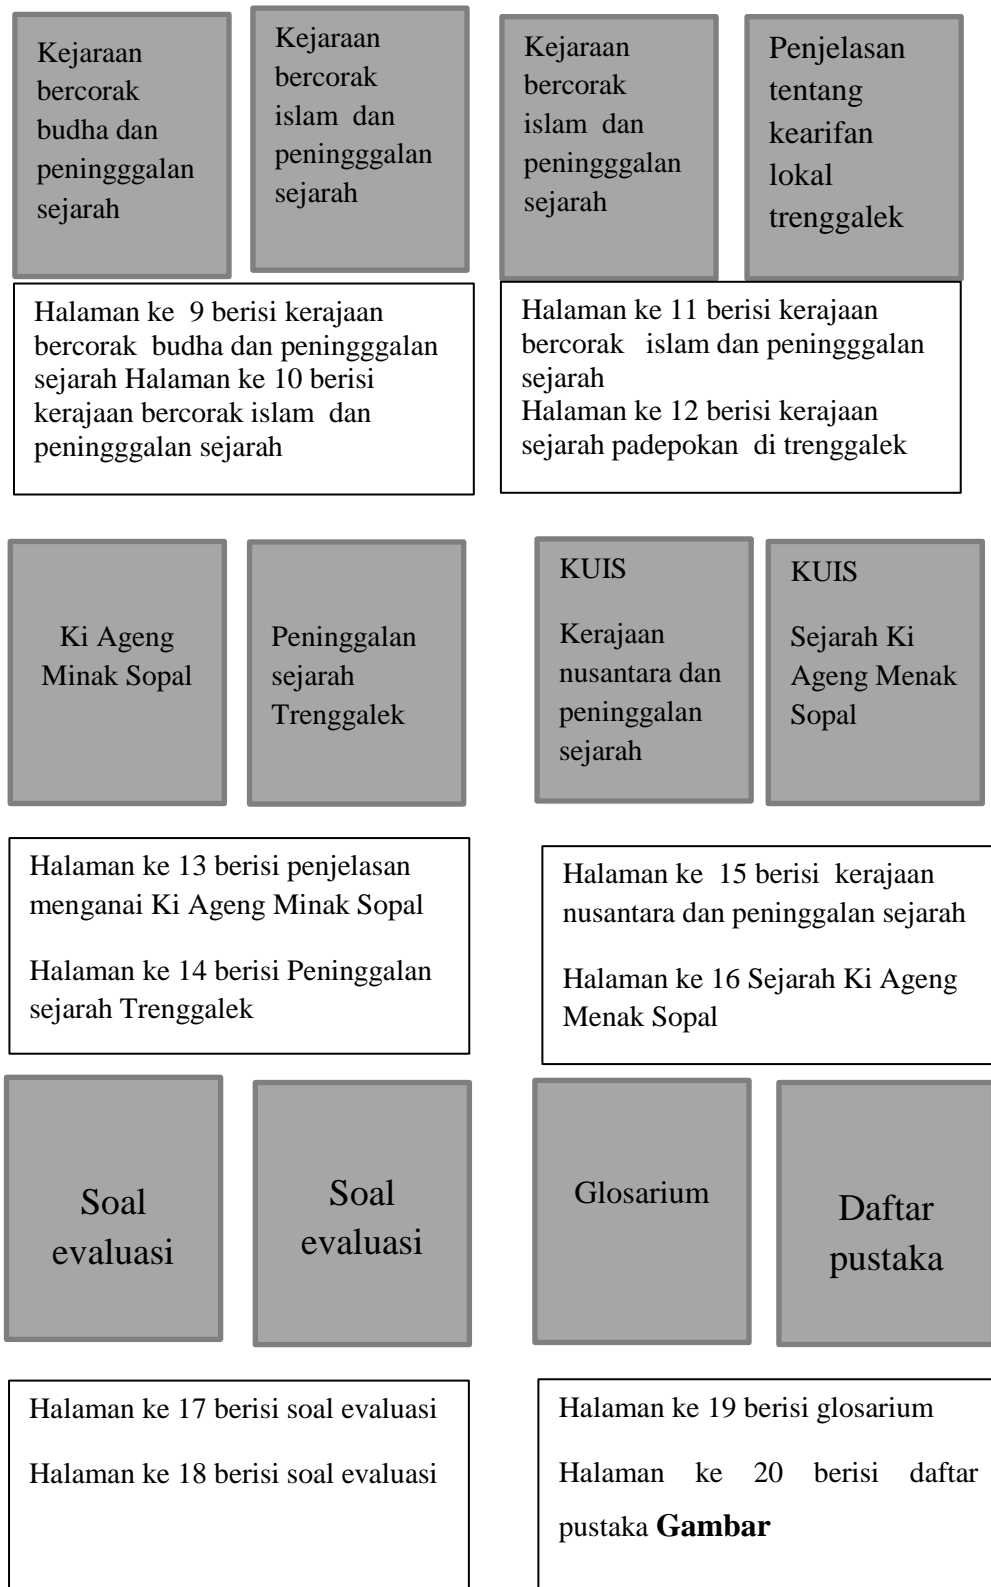 Kejaraan
bercorak
budha dan
peningggalan
sejarah
Kejaraan
bercorak
islam  dan
peningggalan
sejarah
Kejaraan
bercorak
islam  dan
peningggalan
sejarah
Penjelasan
tentang
kearifan
lokal
trenggalek
Halaman ke  9 berisi kerajaan
bercorak  budha dan peningggalan
sejarah Halaman ke 10 berisi
kerajaan bercorak islam  dan
peningggalan sejarah
Halaman ke 11 berisi kerajaan
bercorak   islam dan peningggalan
sejarah
Halaman ke 12 berisi kerajaan
sejarah padepokan  di trenggalek
Ki Ageng
Minak Sopal
Peninggalan
sejarah
Trenggalek
KUIS
Kerajaan
nusantara dan
peninggalan
sejarah
KUIS
Sejarah Ki
Ageng Menak
Sopal
Halaman ke 13 berisi penjelasan
menganai Ki Ageng Minak Sopal
Halaman ke 14 berisi Peninggalan
sejarah Trenggalek
Halaman ke  15 berisi  kerajaan
nusantara dan peninggalan sejarah
Halaman ke 16 Sejarah Ki Ageng
Menak Sopal
Soal
evaluasi
Soal
evaluasi
Glosarium
Daftar
pustaka
Halaman ke 17 berisi soal evaluasi
Halaman ke 18 berisi soal evaluasi
Halaman ke 19 berisi glosarium
Halaman ke 20 berisi daftar
pustaka Gambar